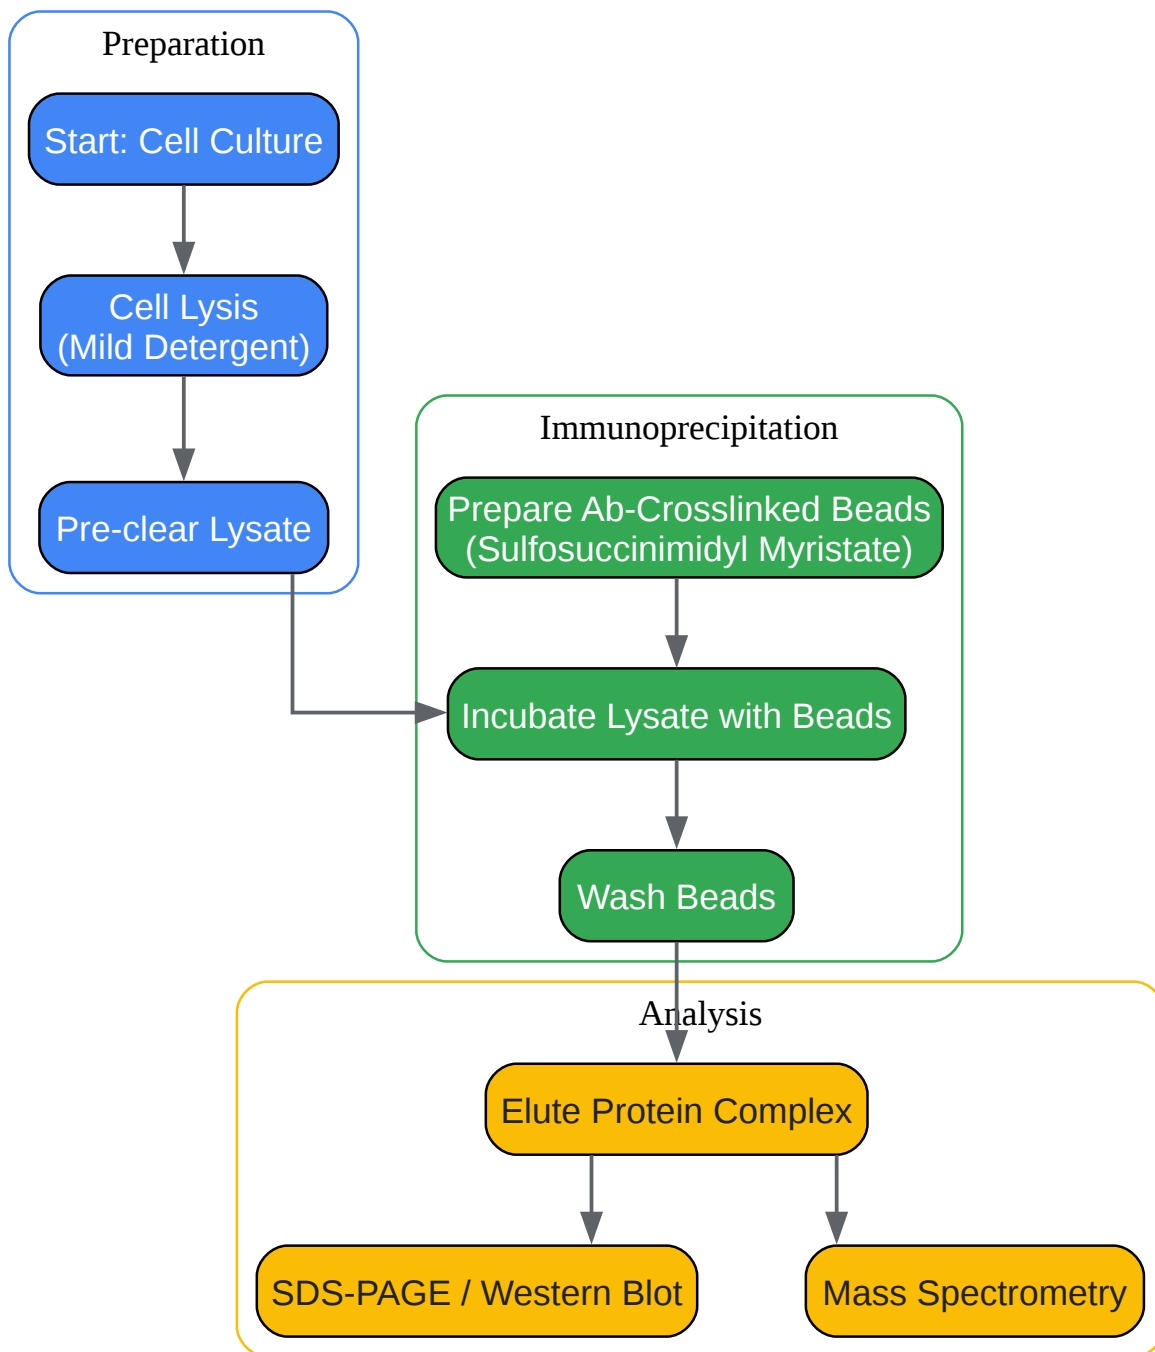 Preparation
Start: Cell Culture
Cell Lysis
(Mild Detergent)
Pre-clear Lysate
Immunoprecipitation
Prepare Ab-Crosslinked Beads
(Sulfosuccinimidyl Myristate)
Incubate Lysate with Beads
Wash Beads
Analysis
Elute Protein Complex
SDS-PAGE / Western Blot
Mass Spectrometry